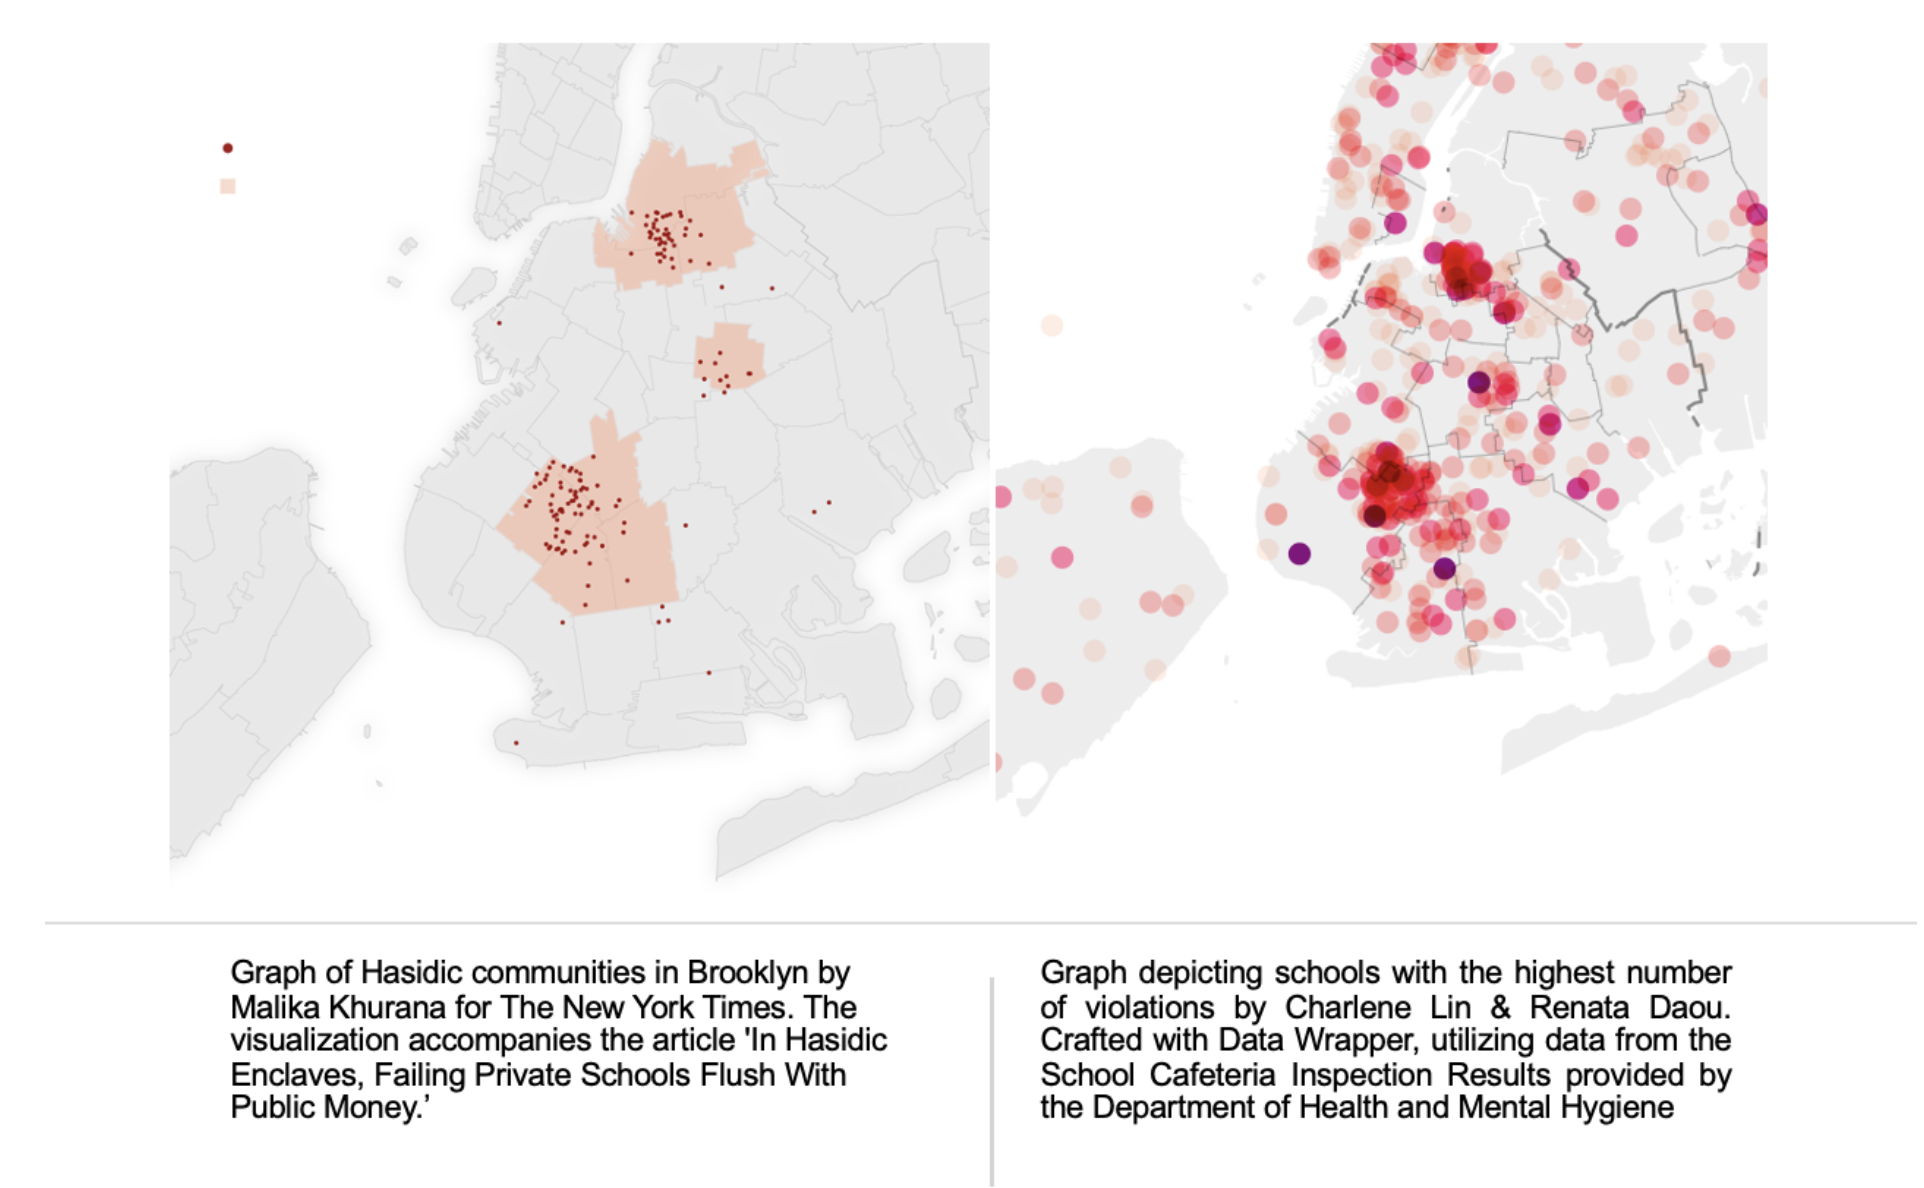 Graph of Hasidic communities in Brooklyn by
Malika Khurana for The New York Times. The
visualization accompanies the article 'In Hasidic
Enclaves, Failing Private Schools Flush With
Public Money.’
Graph depicting schools with the highest number
of violations by Charlene Lin & Renata Daou.
Crafted with Data Wrapper, utilizing data from the
School Cafeteria Inspection Results provided by
the Department of Health and Mental Hygiene